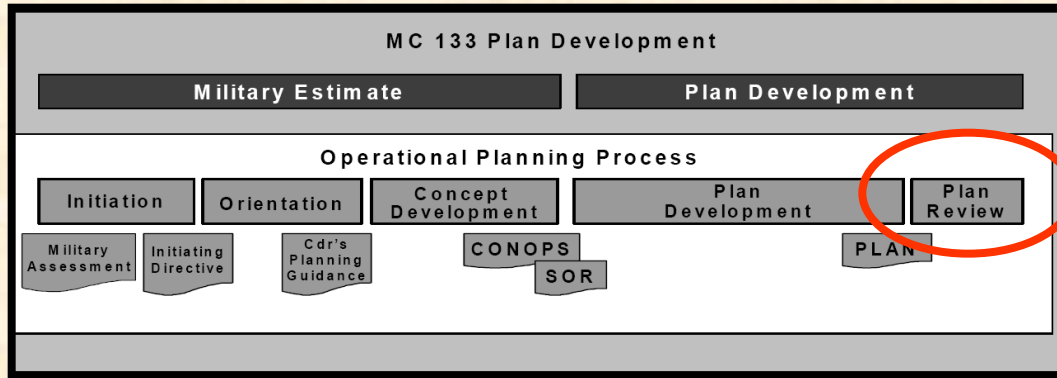 MC 133 Plan Development
Military Estimate
Plan Development
Operational Planning Process
Initiation
Orientation
Concept
Development
Plan
Development
Plan
Review
Military
Assessment
Initiating
Directive
Cdr's
Planning
Guidance
CONOPS
SOR
PLAN